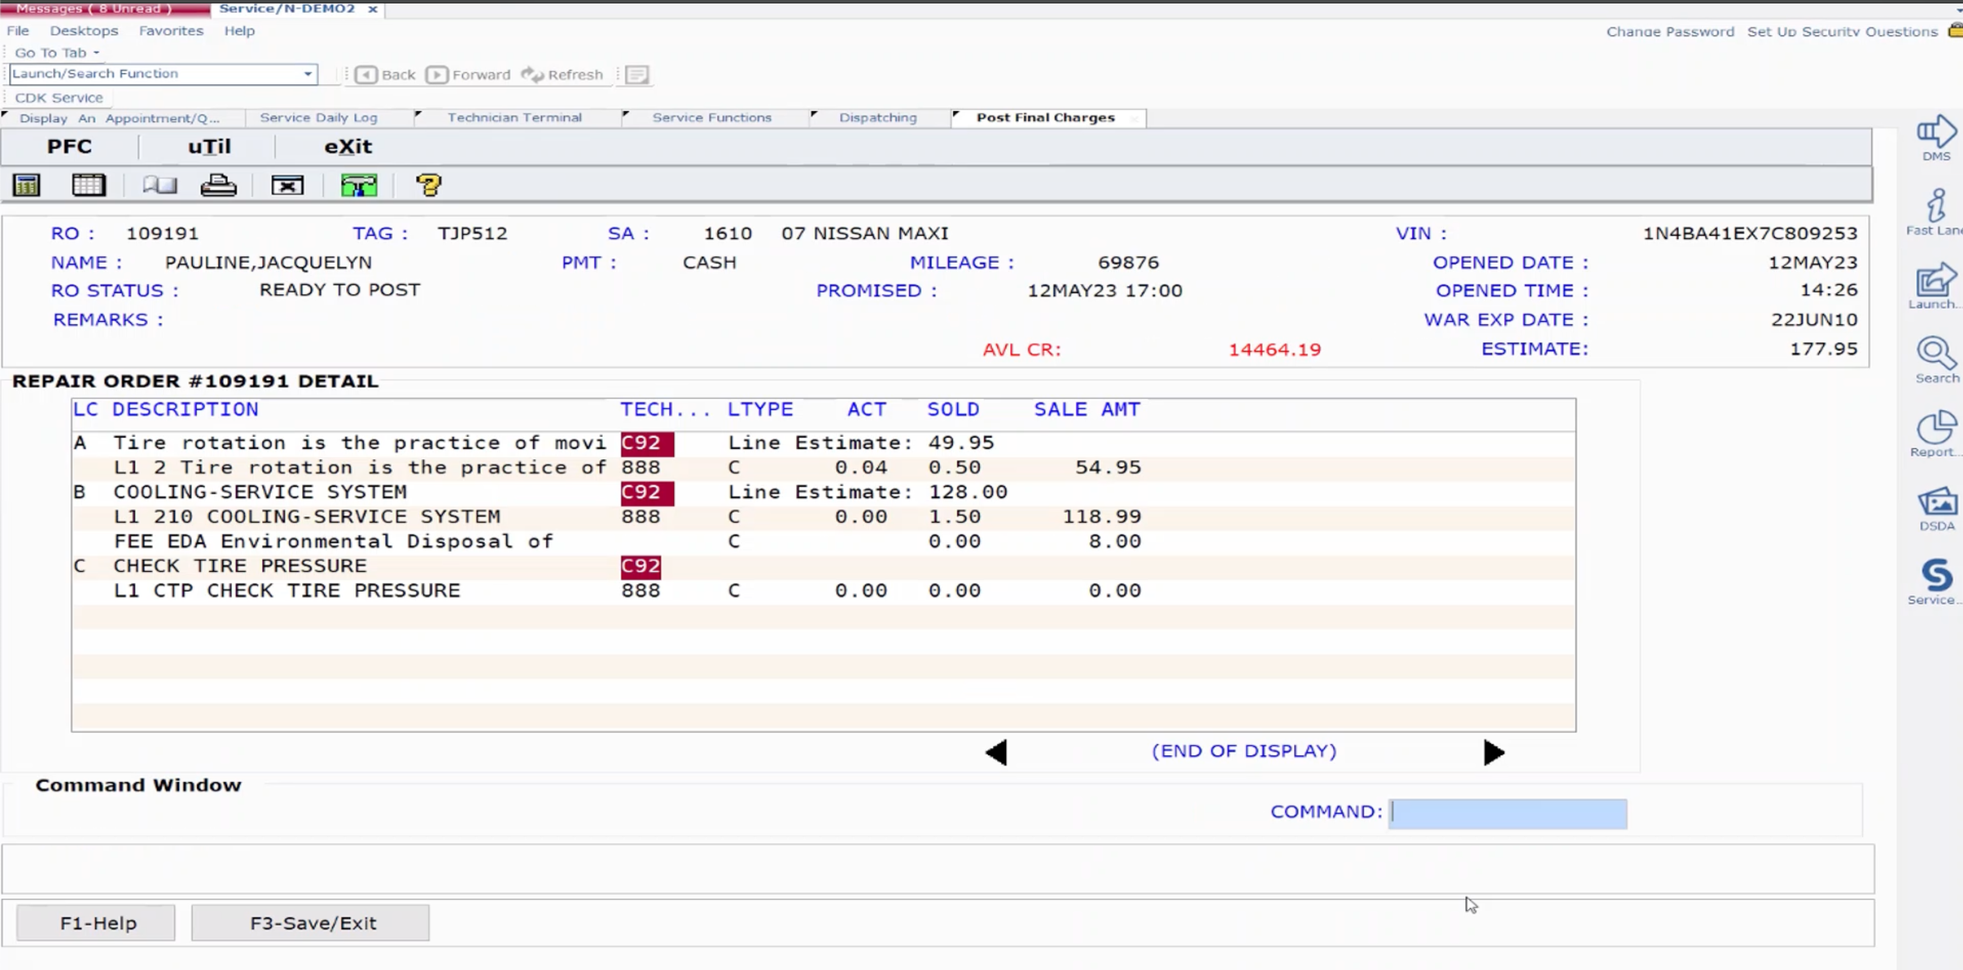 Messages ( 8 Unread ) Service/N-DEMO2 x
File Desktops Favorites Help Change Password Set Up Security Questions
Go To Tab
Launch/Search Function Back Forward Refresh
CDK Service
Display An Appointment/Q... Service Daily Log Technician Terminal Service Functions Dispatching Post Final Charges
PFC uTil eXit
RO : 109191 TAG : TJP512 SA : 1610 07 NISSAN MAXI VIN : 1N4BA41EX7C809253
NAME : PAULINE,JACQUELYN PMT : CASH MILEAGE : 69876 OPENED DATE : 12MAY23
RO STATUS : READY TO POST PROMISED : 12MAY23 17:00 OPENED TIME : 14:26
REMARKS : WAR EXP DATE : 22JUN10
AVL CR: 14464.19 ESTIMATE: 177.95
REPAIR ORDER #109191 DETAIL
LC DESCRIPTION TECH... LTYPE ACT SOLD SALE AMT
A Tire rotation is the practice of movi C92 Line Estimate: 49.95
L1 2 Tire rotation is the practice of 888 C 0.04 0.50 54.95
B COOLING-SERVICE SYSTEM C92 Line Estimate: 128.00
L1 210 COOLING-SERVICE SYSTEM 888 C 0.00 1.50 118.99
FEE EDA Environmental Disposal of C 0.00 8.00
C CHECK TIRE PRESSURE C92
L1 CTP CHECK TIRE PRESSURE 888 C 0.00 0.00 0.00
(END OF DISPLAY)
Command Window
COMMAND:
F1-Help F3-Save/Exit
DMS
Fast Lan
Launch...
Search
Report...
DSDA
Service...